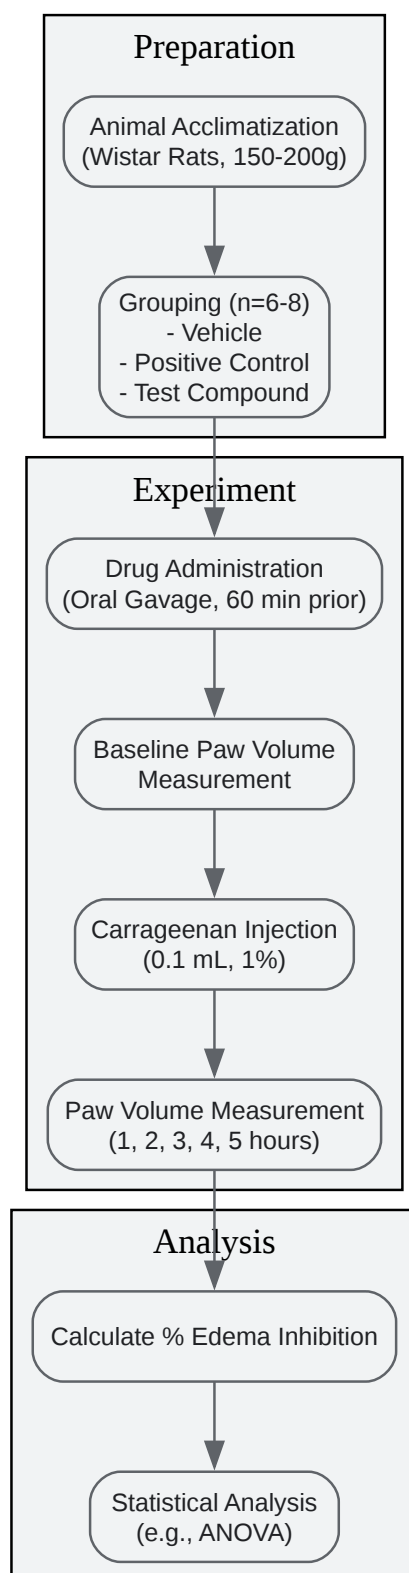 Preparation
Animal Acclimatization
(Wistar Rats, 150-200g)
Grouping (n=6-8)
- Vehicle
- Positive Control
- Test Compound
Experiment
Drug Administration
(Oral Gavage, 60 min prior)
Baseline Paw Volume
Measurement
Carrageenan Injection
(0.1 mL, 1%)
Paw Volume Measurement
(1, 2, 3, 4, 5 hours)
Analysis
Calculate % Edema Inhibition
Statistical Analysis
(e.g., ANOVA)